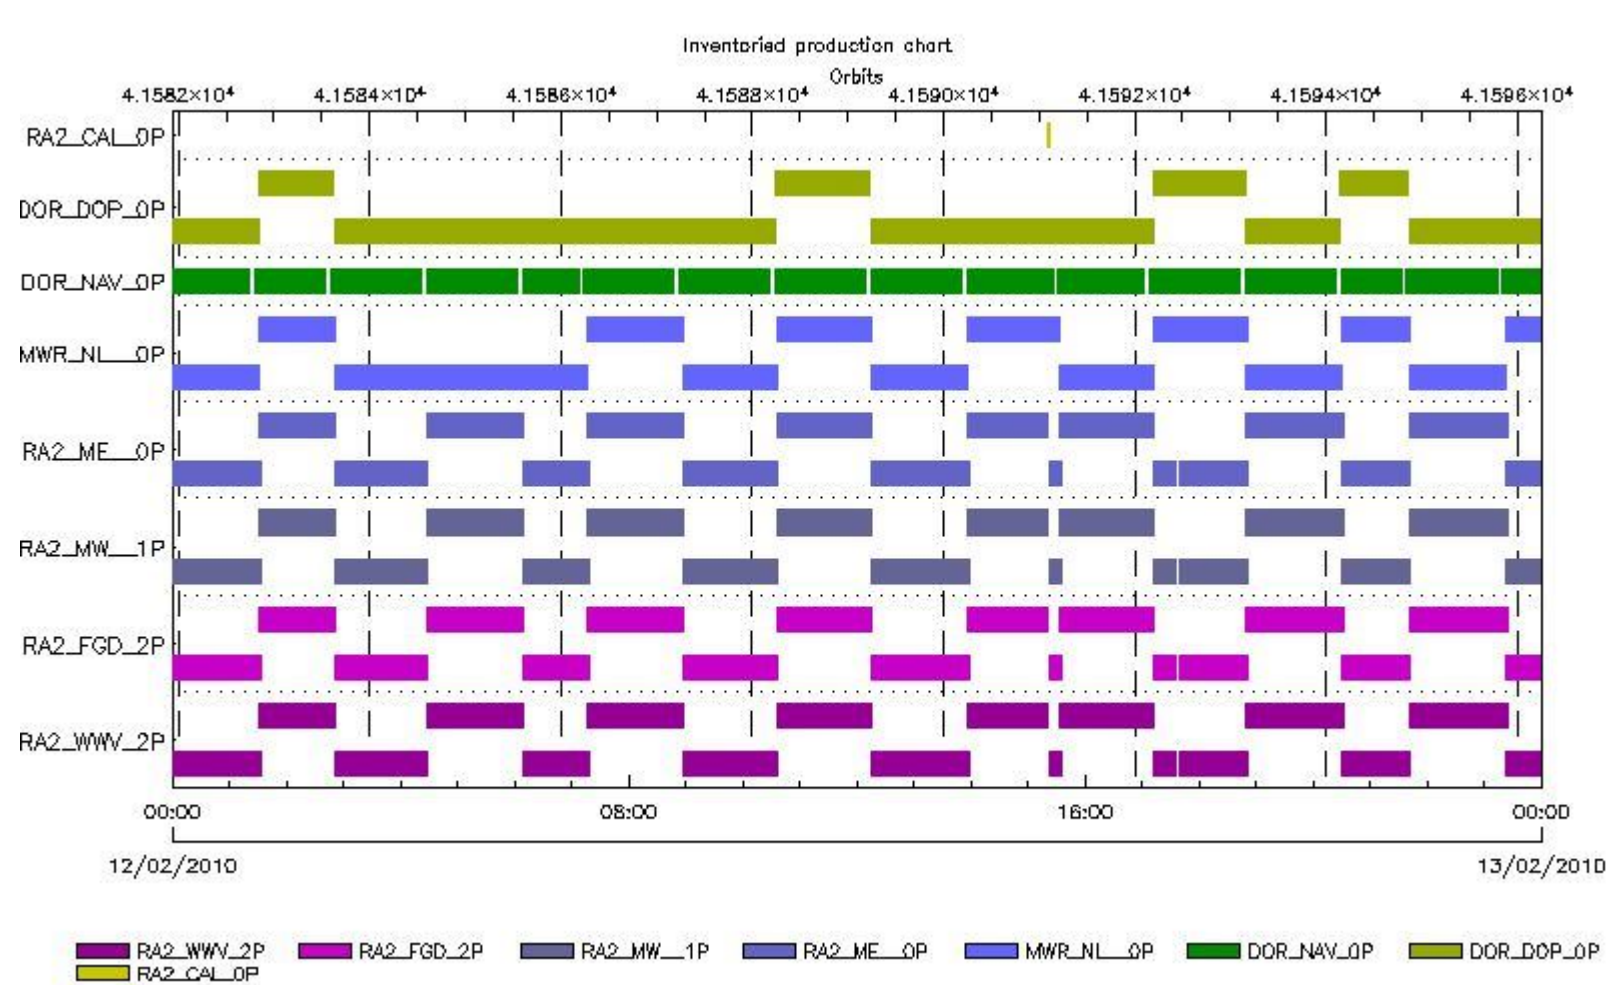 Inventoried production chart
Orbits
4.1582×10⁴ 4.1584×10⁴ 4.1586×10⁴ 4.1588×10⁴ 4.1590×10⁴ 4.1592×10⁴ 4.1594×10⁴ 4.1596×10⁴
RA2_CAL_0P
DOR_DOP_0P
DOR_NAV_0P
MWR_NL__0P
RA2_ME__0P
RA2_MW__1P
RA2_FGD_2P
RA2_WWV_2P
00:00 08:00 16:00 00:00
12/02/2010 13/02/2010
RA2_WWV_2P RA2_FGD_2P RA2_MW__1P RA2_ME__0P MWR_NL__0P DOR_NAV_0P DOR_DOP_0P
RA2_CAL_0P